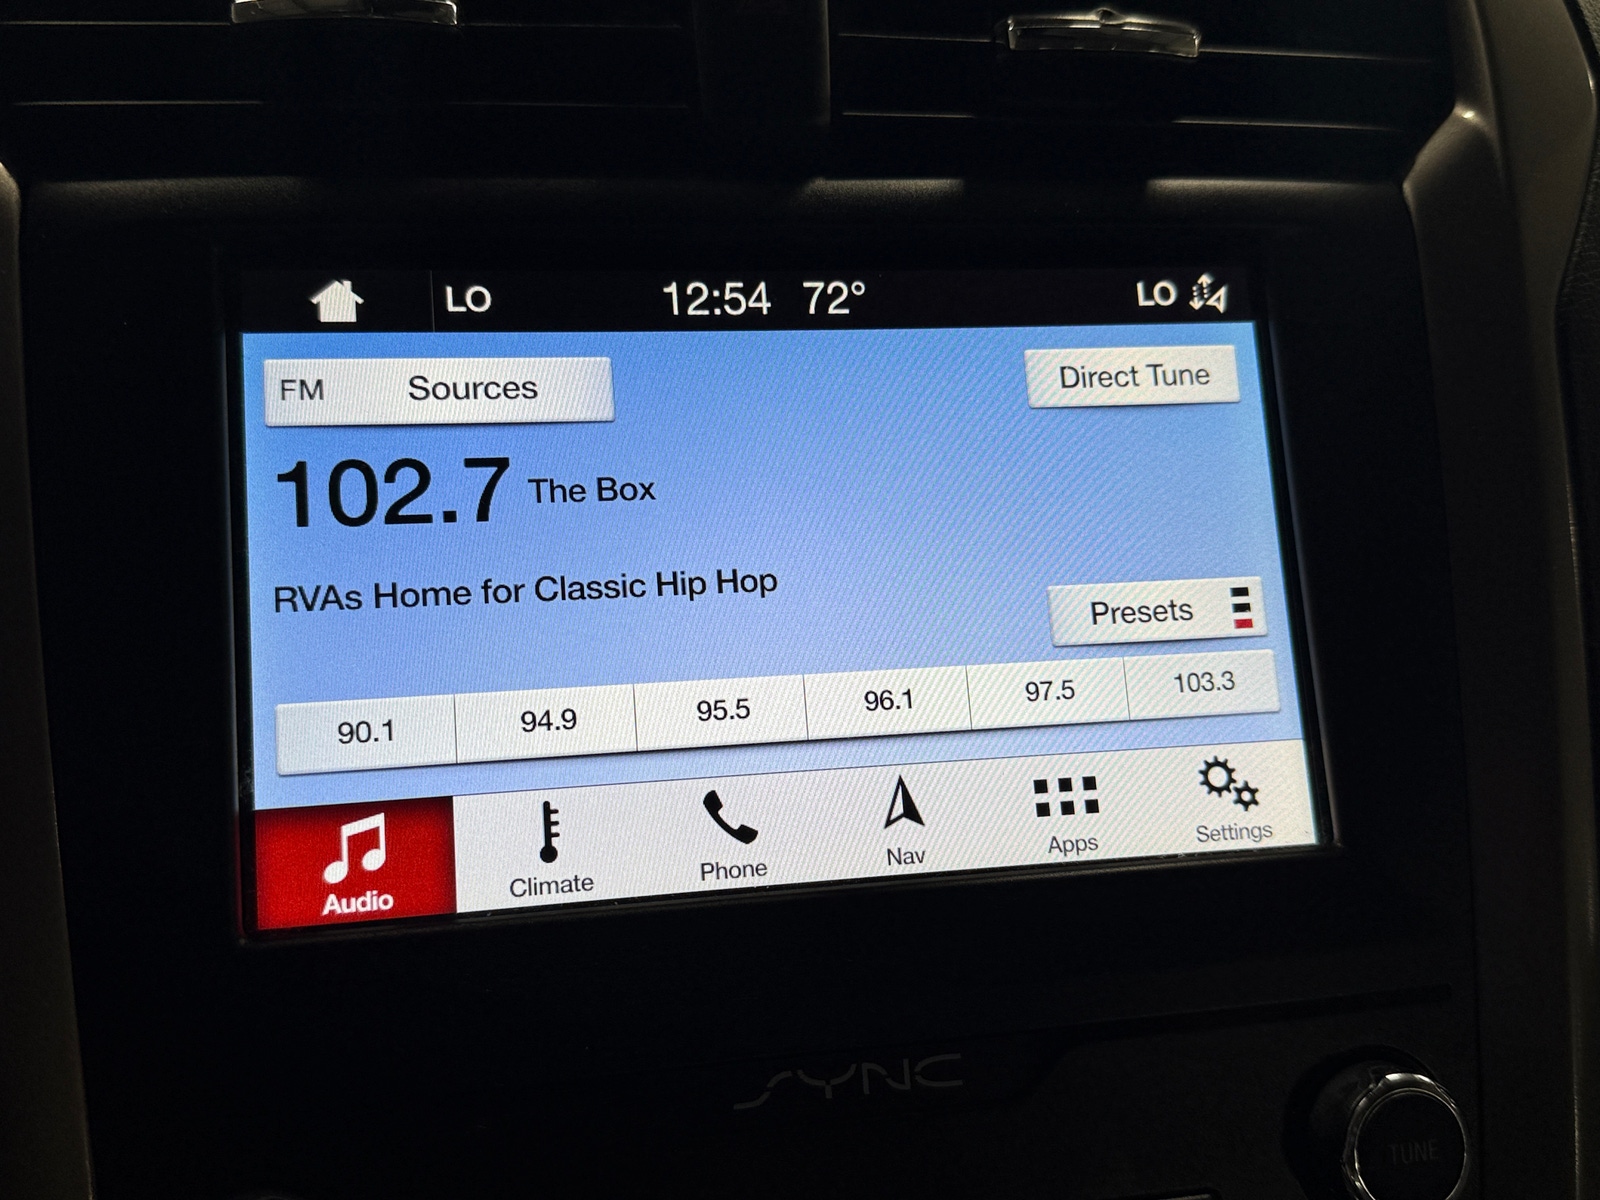 LO 12:54 72° LO
FM Sources Direct Tune
102.7 The Box
RVAs Home for Classic Hip Hop
Presets
90.1 94.9 95.5 96.1 97.5 103.3
Audio Climate Phone Nav Apps Settings
SYNC
TUNE